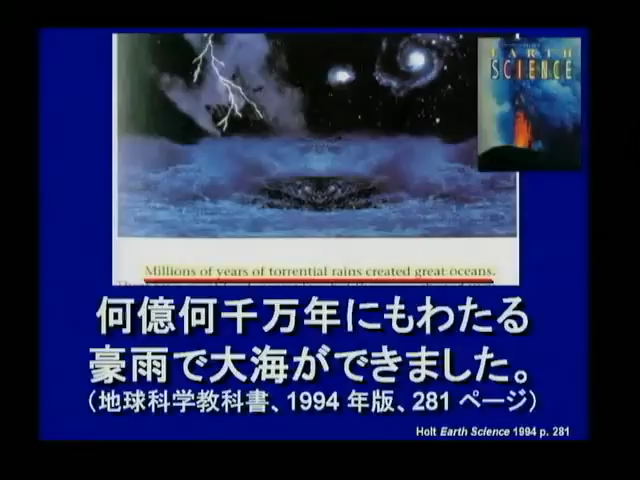 EARTH
SCIENCE
Millions of years of torrential rains created great oceans.
何億何千万年にもわたる
豪雨で大海ができました。
（地球科学教科書、1994 年版、281 ページ）
Holt Earth Science 1994 p. 281